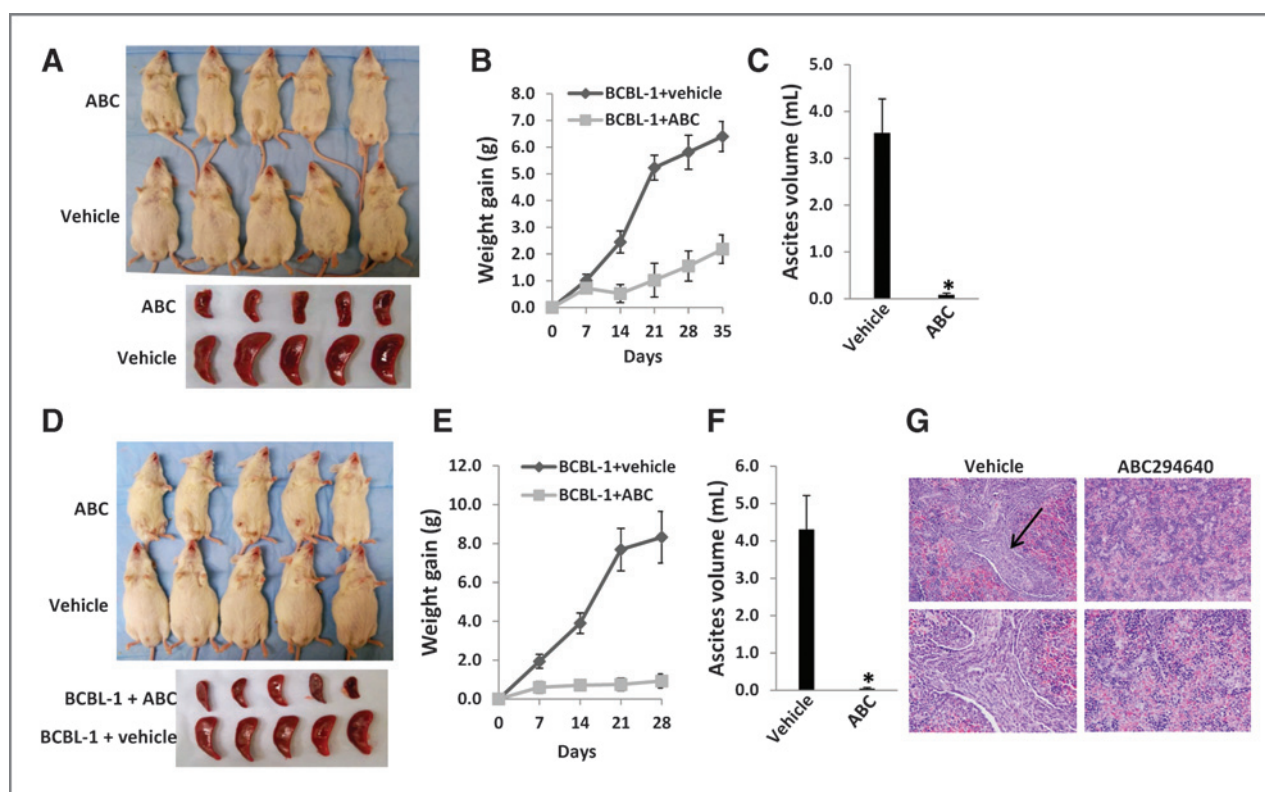 A
ABC
Vehicle
ABC
Vehicle
B
Weight gain (g)
8.0
7.0
6.0
5.0
4.0
3.0
2.0
1.0
0.0
BCBL-1+vehicle
BCBL-1+ABC
0 7 14 21 28 35
Days
C
Ascites volume (mL)
5.0
4.0
3.0
2.0
1.0
0.0
*
Vehicle
ABC
D
ABC
Vehicle
BCBL-1 + ABC
BCBL-1 + vehicle
E
Weight gain (g)
12.0
10.0
8.0
6.0
4.0
2.0
0.0
BCBL-1+vehicle
BCBL-1+ABC
0 7 14 21 28
Days
F
Ascites volume (mL)
6.0
5.0
4.0
3.0
2.0
1.0
0.0
*
Vehicle
ABC
G
Vehicle ABC294640